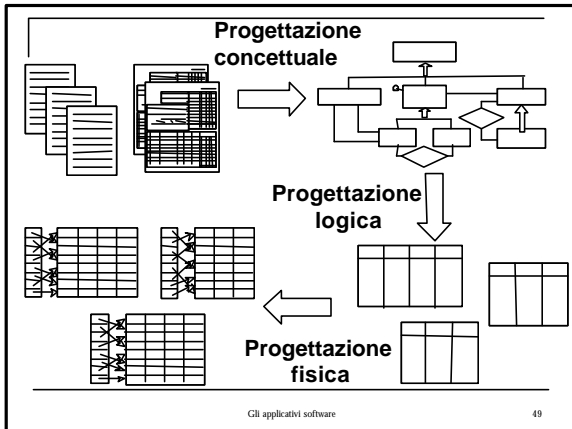 Progettazione
concettuale
Progettazione
logica
Progettazione
fisica
Gli applicativi software
49